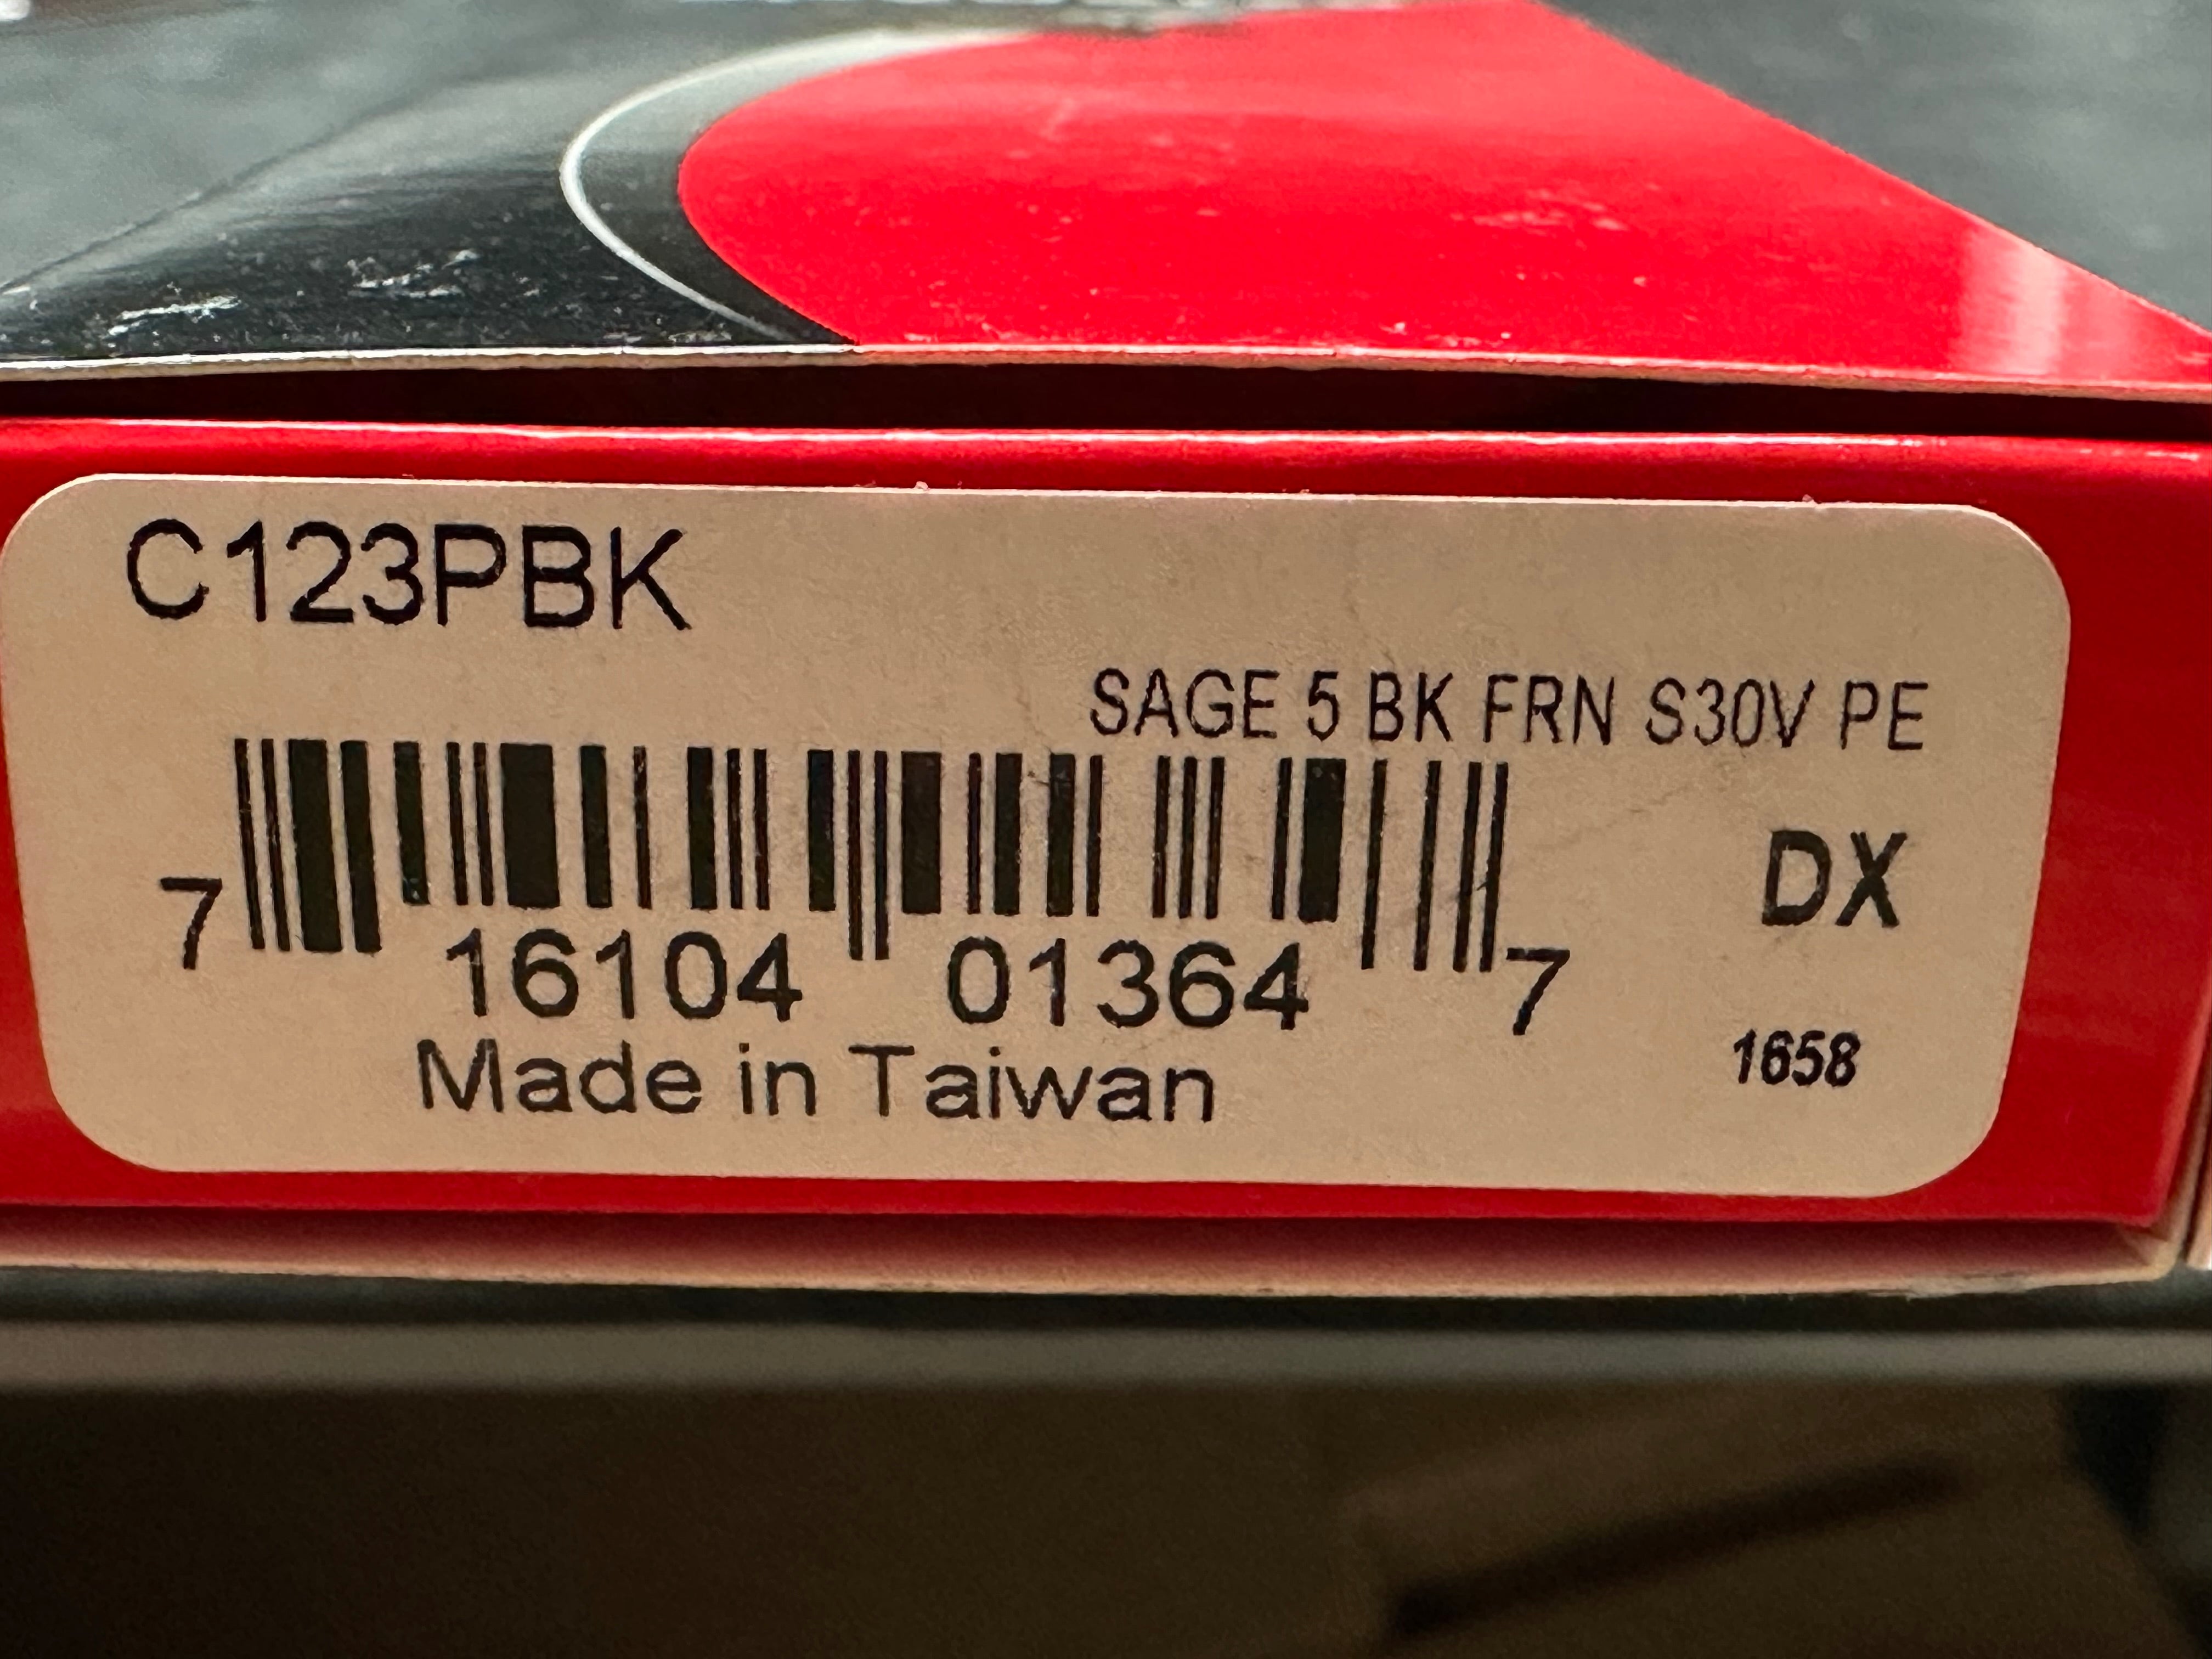 C123PBK
SAGE 5 BK FRN S30V PE
DX
7 16104 01364 7
Made in Taiwan
1658